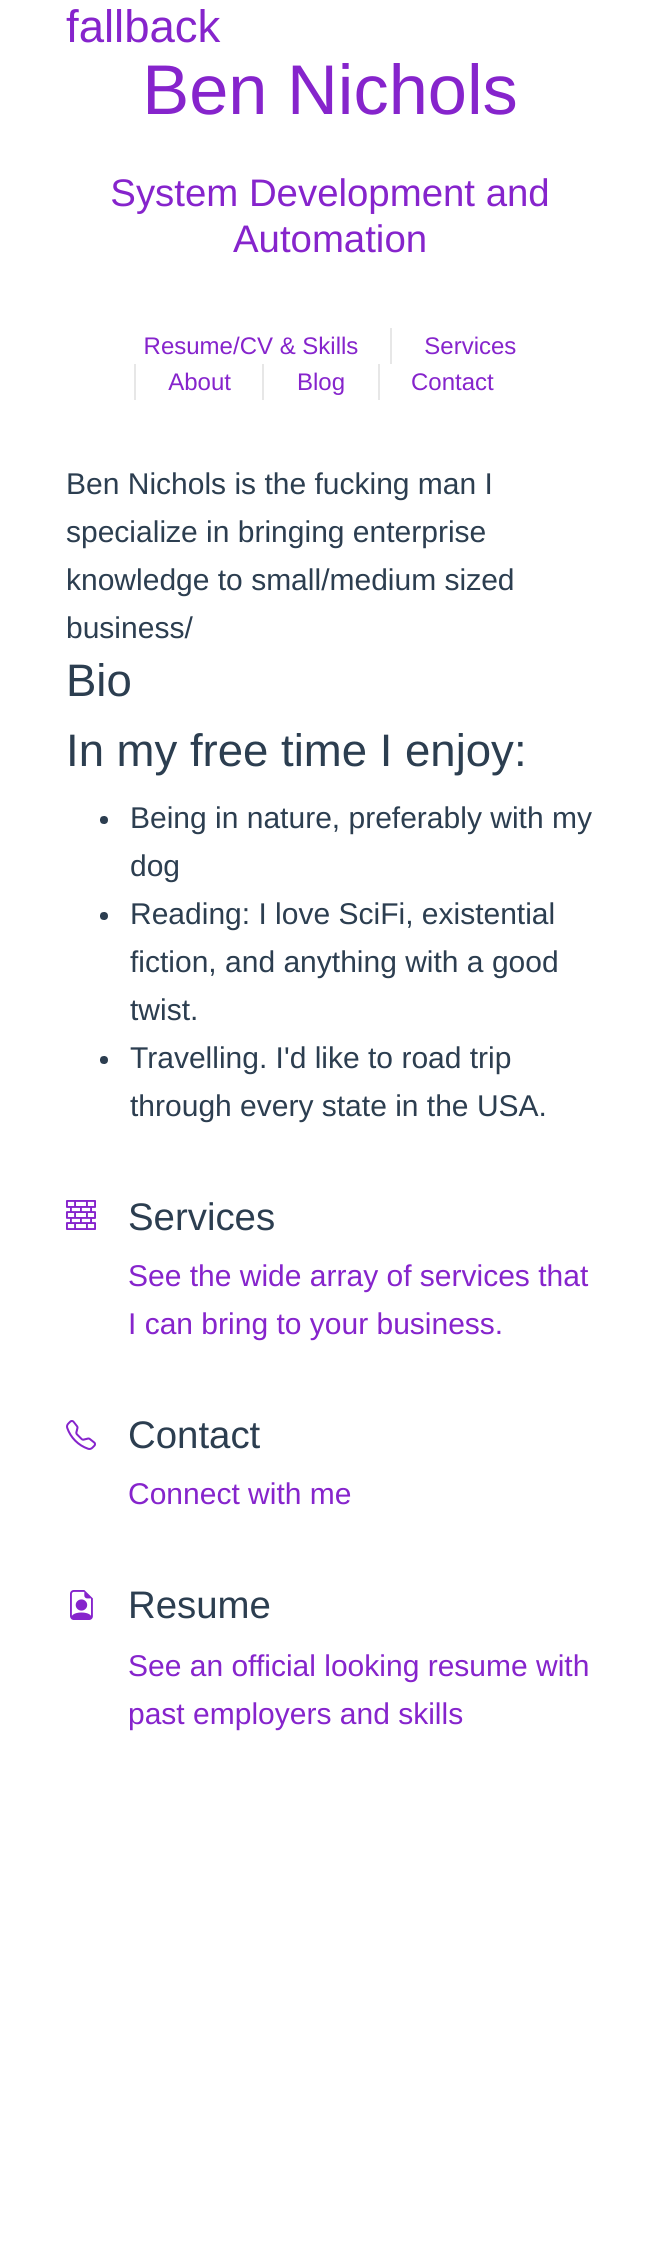 fallback
Ben Nichols
System Development and
Automation
Resume/CV & Skills
Services
About
Blog
Contact
Ben Nichols is the fucking man I
specialize in bringing enterprise
knowledge to small/medium sized
business/
Bio
In my free time I enjoy:
Being in nature, preferably with my
dog
Reading: I love SciFi, existential
fiction, and anything with a good
twist.
Travelling. I'd like to road trip
through every state in the USA.
Services
See the wide array of services that
I can bring to your business.
Contact
Connect with me
Resume
See an official looking resume with
past employers and skills